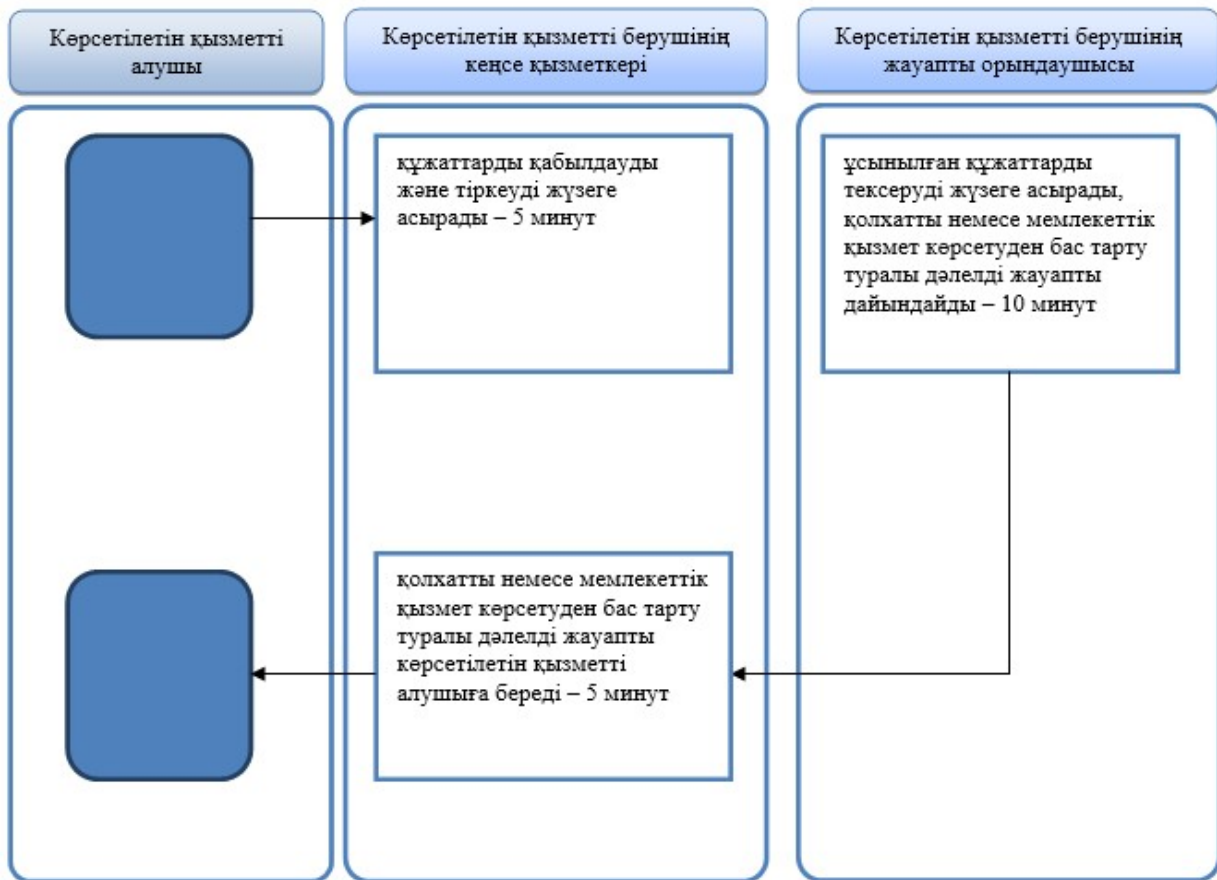 Көрсетілетін қызметті
алушы
Көрсетілетін қызметті берушінің
кеңсе қызметкері
Көрсетілетін қызметті берушінің
жауапты орындаушысы
құжаттарды қабылдауды
және тіркеуді жүзеге
асырады – 5 минут
ұсынылған құжаттарды
тексеруді жүзеге асырады,
қолхатты немесе мемлекеттік
қызмет көрсетуден бас тарту
туралы дәлелді жауапты
дайындайды – 10 минут
қолхатты немесе мемлекеттік
қызмет көрсетуден бас тарту
туралы дәлелді жауапты
көрсетілетін қызметті
алушыға береді – 5 минут